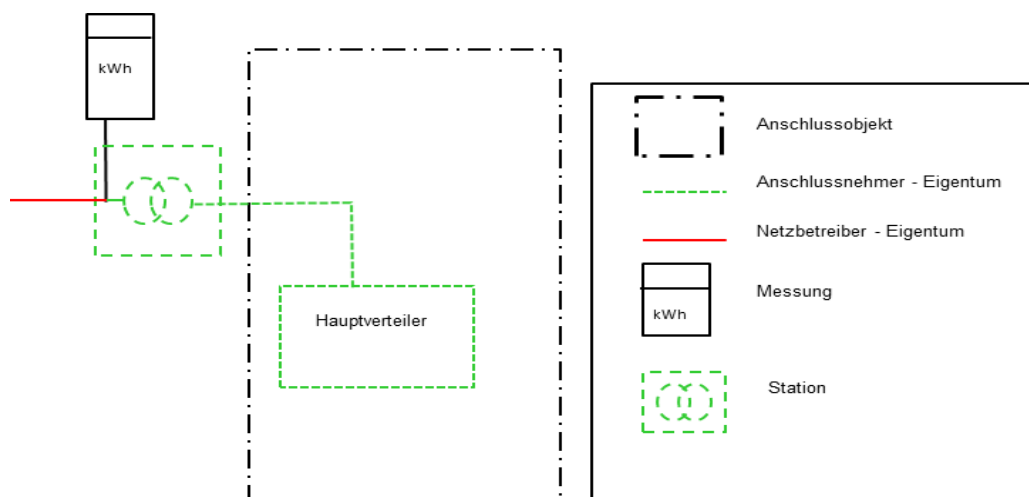 kWh
Hauptverteiler
Anschlussobjekt
Anschlussnehmer - Eigentum
Netzbetreiber - Eigentum
Messung
kWh
Station